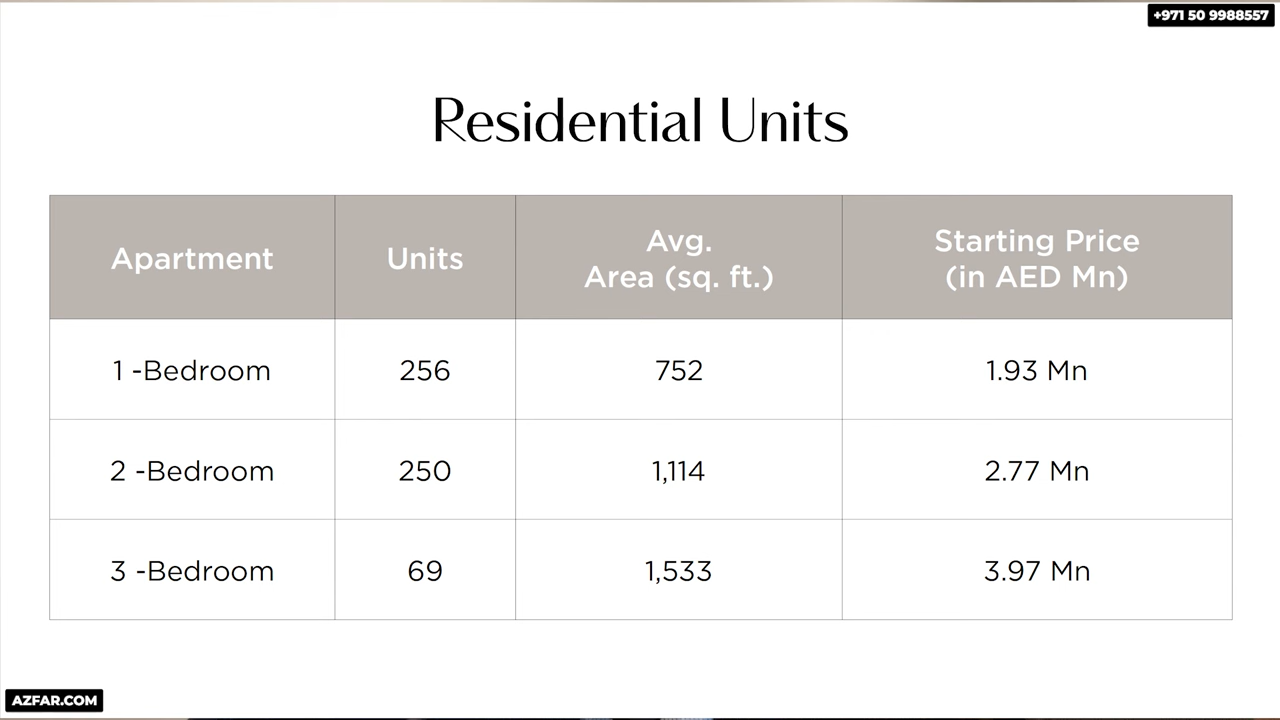 +971 50 9988557
Residential Units
Apartment Units Avg. Area (sq. ft.) Starting Price (in AED Mn)
1 -Bedroom 256 752 1.93 Mn
2 -Bedroom 250 1,114 2.77 Mn
3 -Bedroom 69 1,533 3.97 Mn
AZFAR.COM